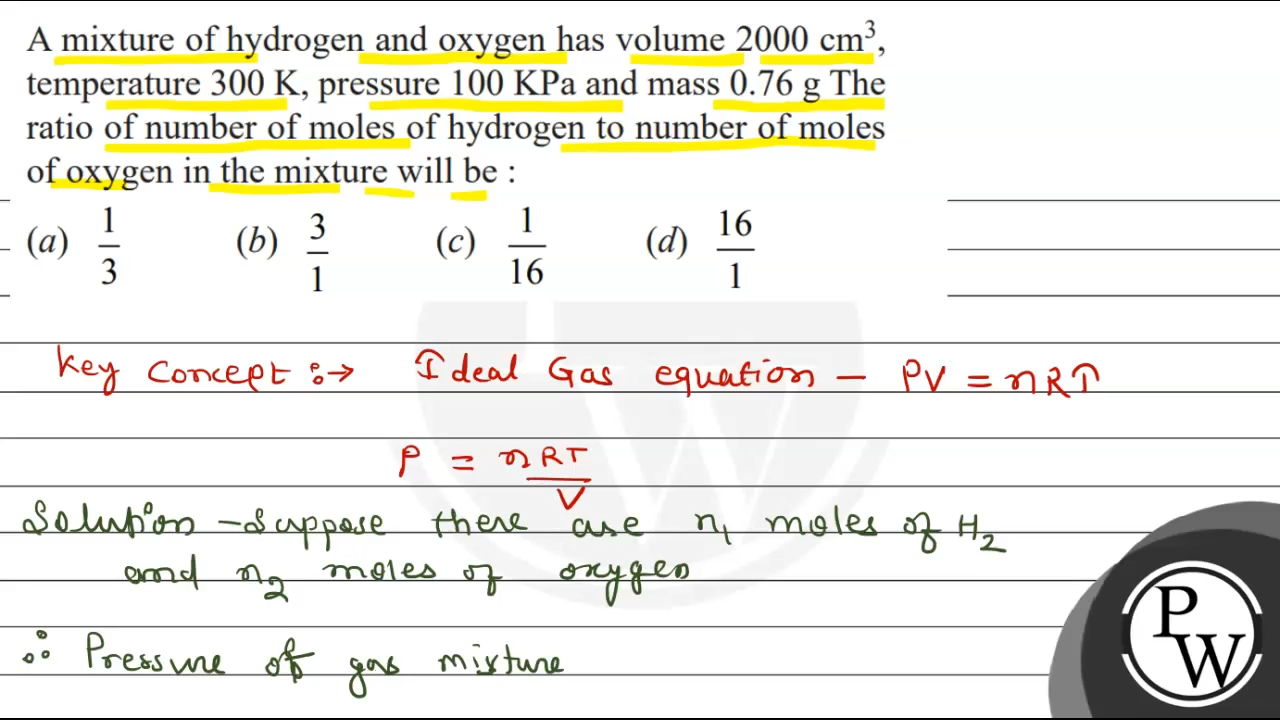 A mixture of hydrogen and oxygen has volume 2000 cm³,
temperature 300 K, pressure 100 KPa and mass 0.76 g The
ratio of number of moles of hydrogen to number of moles
of oxygen in the mixture will be :
(a) 1/3 (b) 3/1 (c) 1/16 (d) 16/1
Key Concept :→ Ideal Gas equation – PV = nRT
P = nRT/V
Solution – Suppose there are n₁ moles of H₂
and n₂ moles of oxygen
∴ Pressure of gas mixture
PW